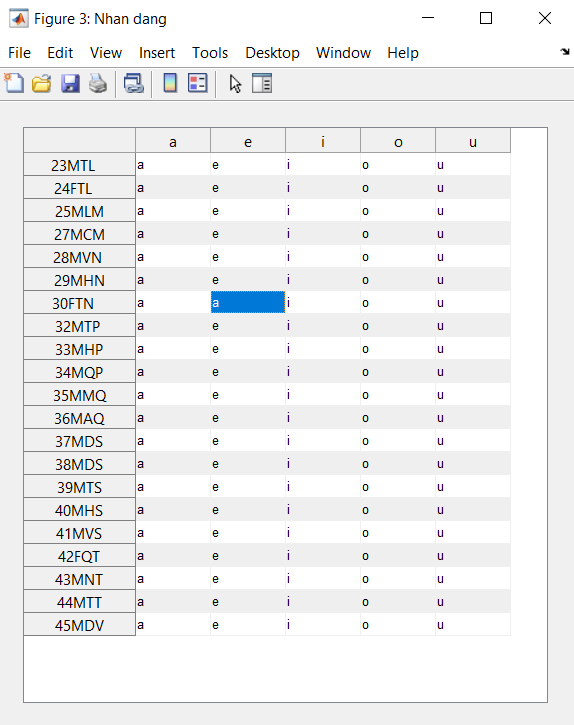 Figure 3: Nhan dang
File Edit View Insert Tools Desktop Window Help
a e i o u
23MTL a e i o u
24FTL a e i o u
25MLM a e i o u
27MCM a e i o u
28MVN a e i o u
29MHN a e i o u
30FTN a a i o u
32MTP a e i o u
33MHP a e i o u
34MQP a e i o u
35MMQ a e i o u
36MAQ a e i o u
37MDS a e i o u
38MDS a e i o u
39MTS a e i o u
40MHS a e i o u
41MVS a e i o u
42FQT a e i o u
43MNT a e i o u
44MTT a e i o u
45MDV a e i o u